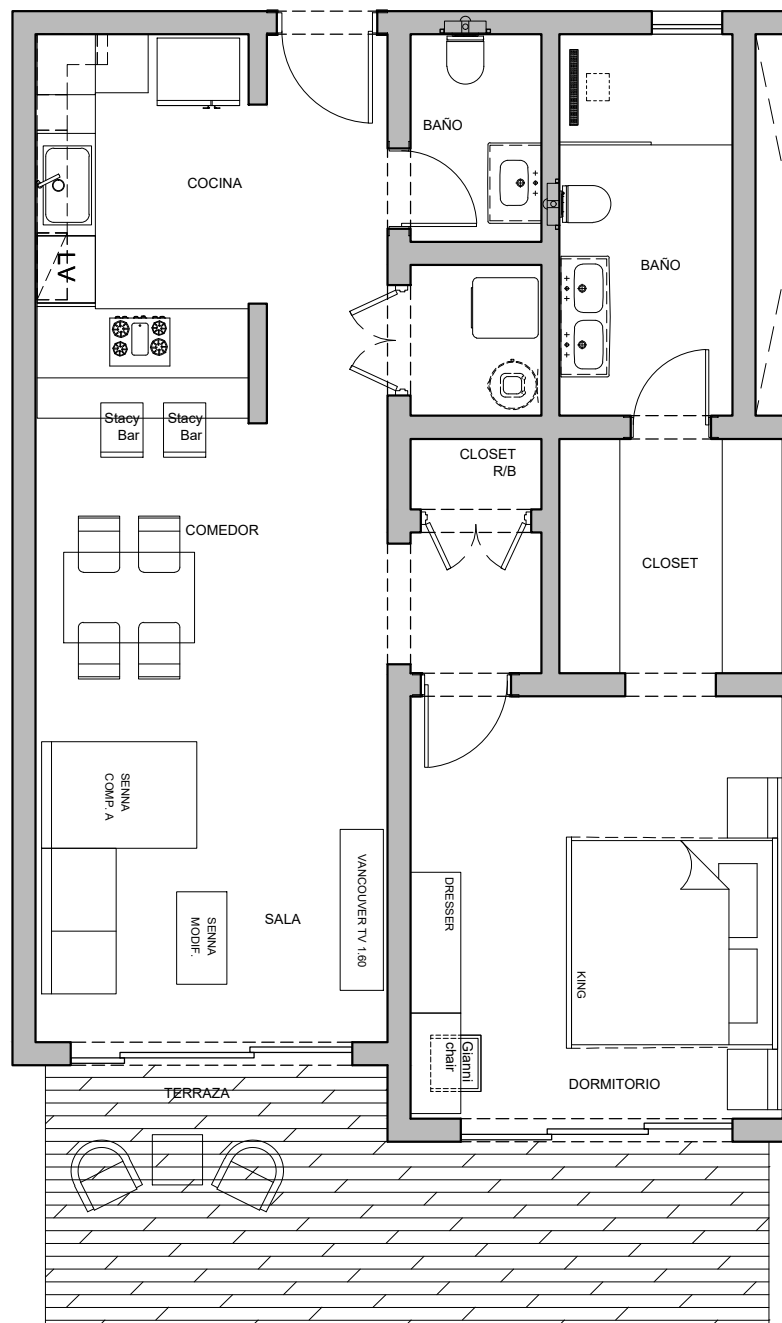 BAÑO
COCINA
BAÑO
LV
Stacy
Bar
Stacy
Bar
CLOSET
R/B
COMEDOR
CLOSET
SENNA
COMP. A
VANCOUVER TV 1.60
DRESSER
SENNA
MODIF.
SALA
KING
Gianni
chair
DORMITORIO
TERRAZA